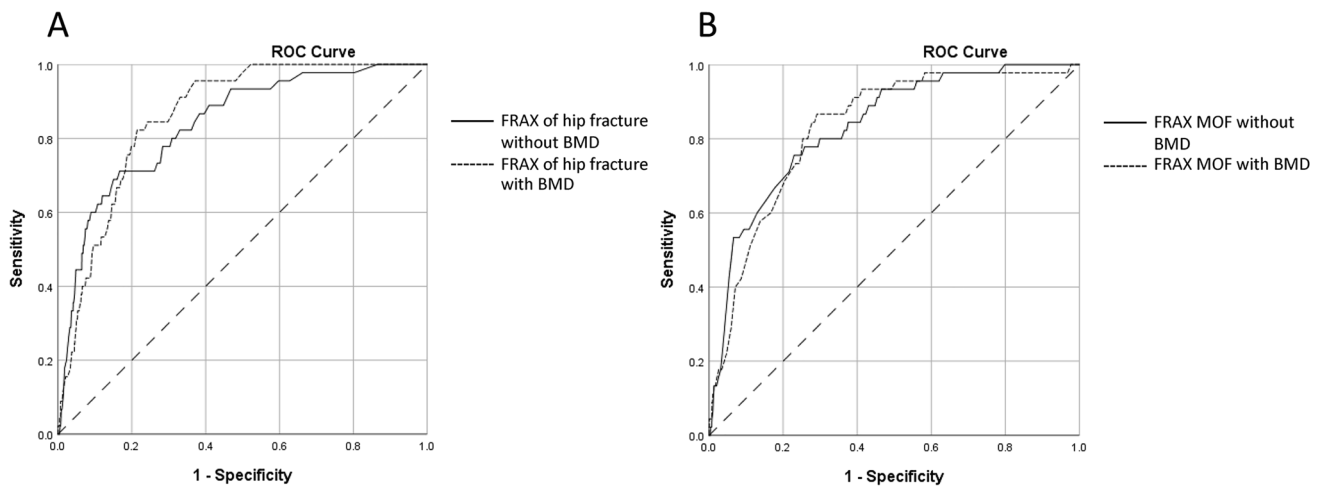 A
ROC Curve
Sensitivity
1.0
0.8
0.6
0.4
0.2
0.0
0.0 0.2 0.4 0.6 0.8 1.0
1 - Specificity
FRAX of hip fracture
without BMD
FRAX of hip fracture
with BMD
B
ROC Curve
Sensitivity
1.0
0.8
0.6
0.4
0.2
0.0
0.0 0.2 0.4 0.6 0.8 1.0
1 - Specificity
FRAX MOF without
BMD
FRAX MOF with BMD